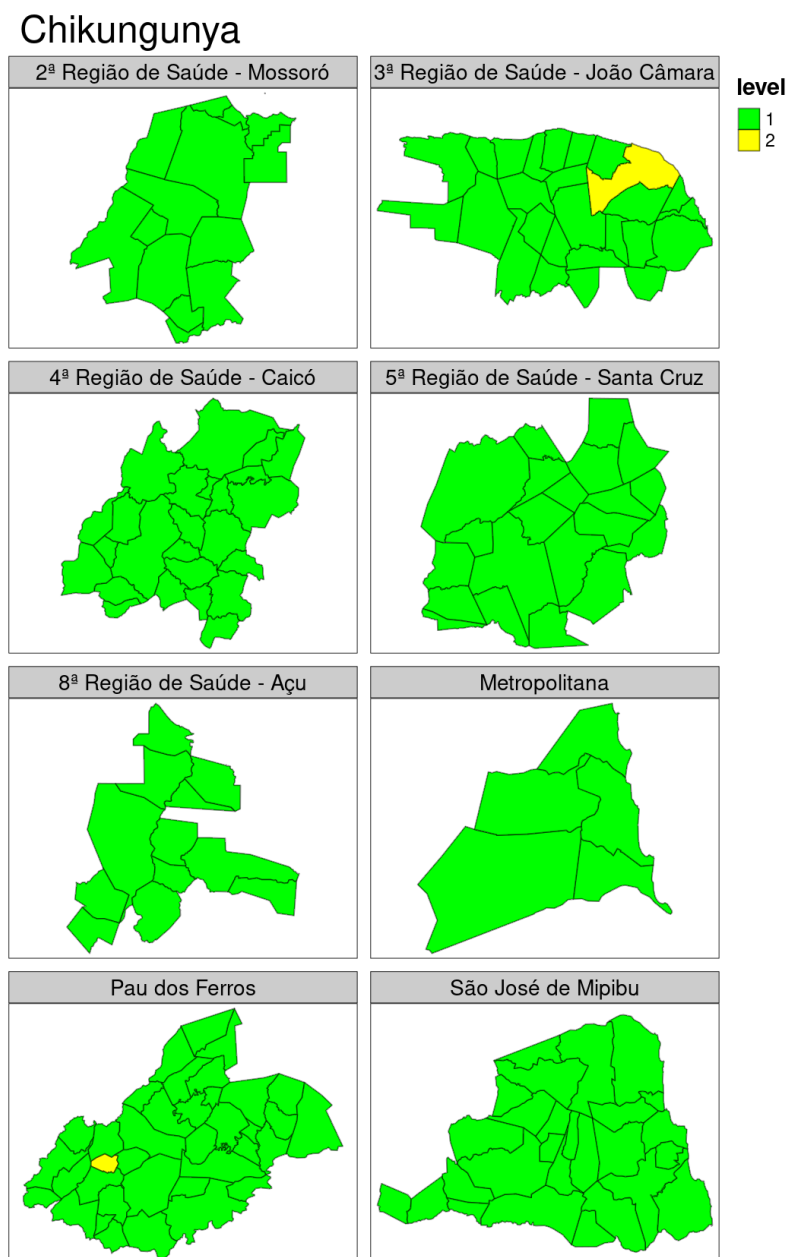 Chikungunya
2ª Região de Saúde - Mossoró
3ª Região de Saúde - João Câmara
level
1
2
4ª Região de Saúde - Caicó
5ª Região de Saúde - Santa Cruz
8ª Região de Saúde - Açu
Metropolitana
Pau dos Ferros
São José de Mipibu